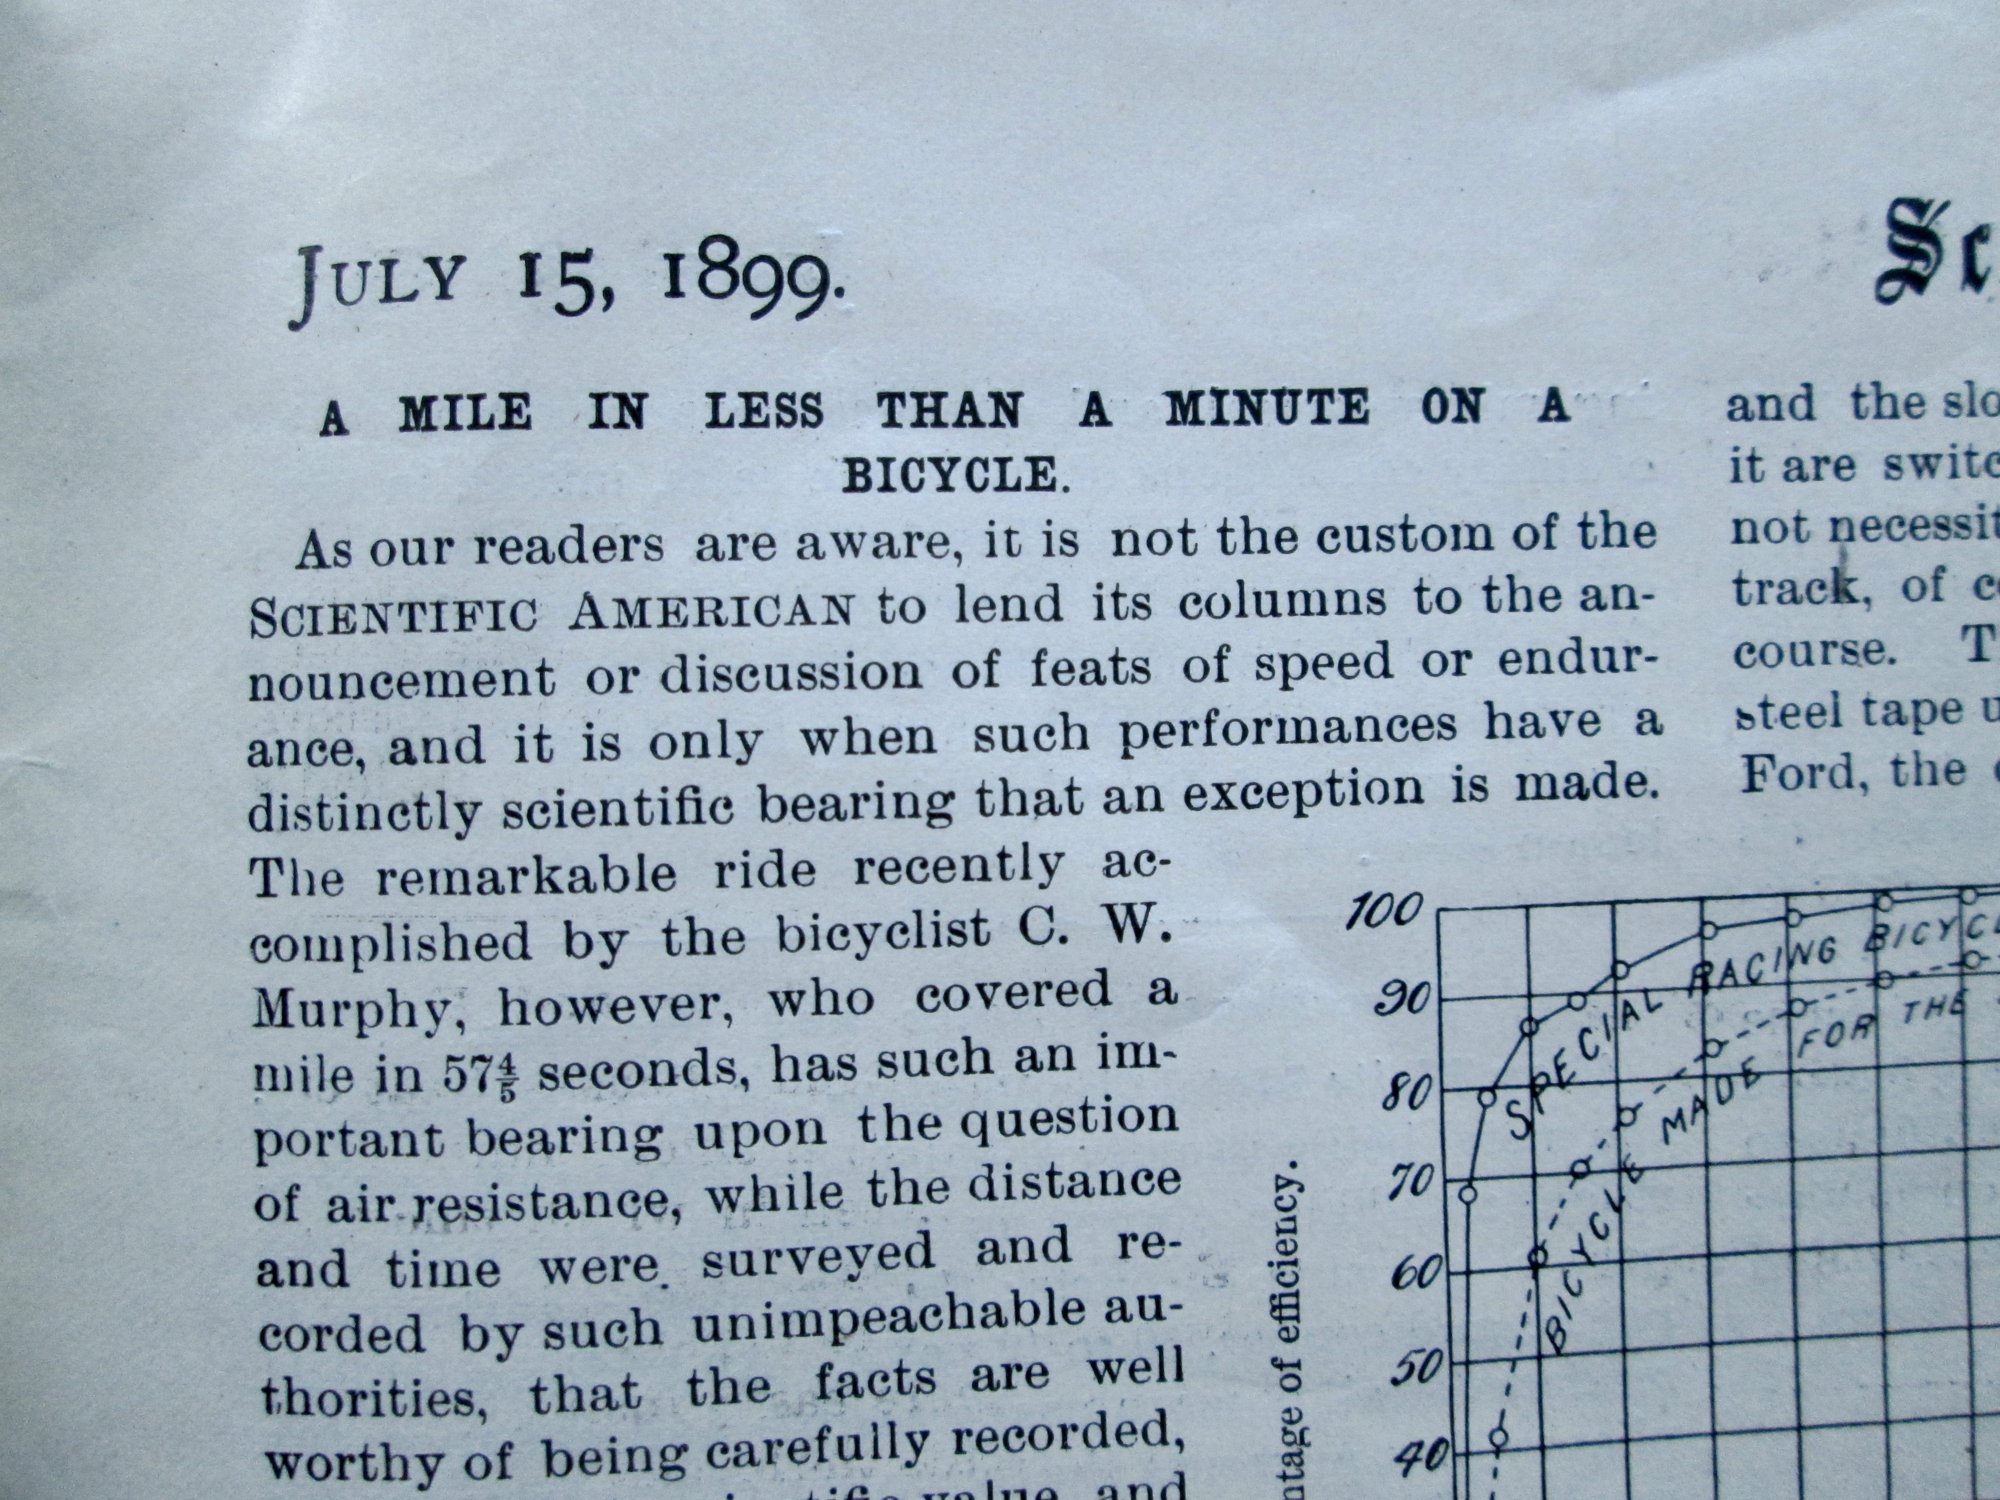 JULY 15, 1899.
Sc
A MILE IN LESS THAN A MINUTE ON A
BICYCLE.
As our readers are aware, it is not the custom of the
SCIENTIFIC AMERICAN to lend its columns to the an-
nouncement or discussion of feats of speed or endur-
ance, and it is only when such performances have a
distinctly scientific bearing that an exception is made.
The remarkable ride recently ac-
complished by the bicyclist C. W.
Murphy, however, who covered a
mile in 57⅘ seconds, has such an im-
portant bearing upon the question
of air resistance, while the distance
and time were surveyed and re-
corded by such unimpeachable au-
thorities, that the facts are well
worthy of being carefully recorded,
value and
and the slo
it are switc
not necessit
track, of c
course. T
steel tape u
Ford, the
100
90
80
70
60
50
40
ntage of efficiency.
SPECIAL RACING BICYCL
BICYCLE MADE FOR THE